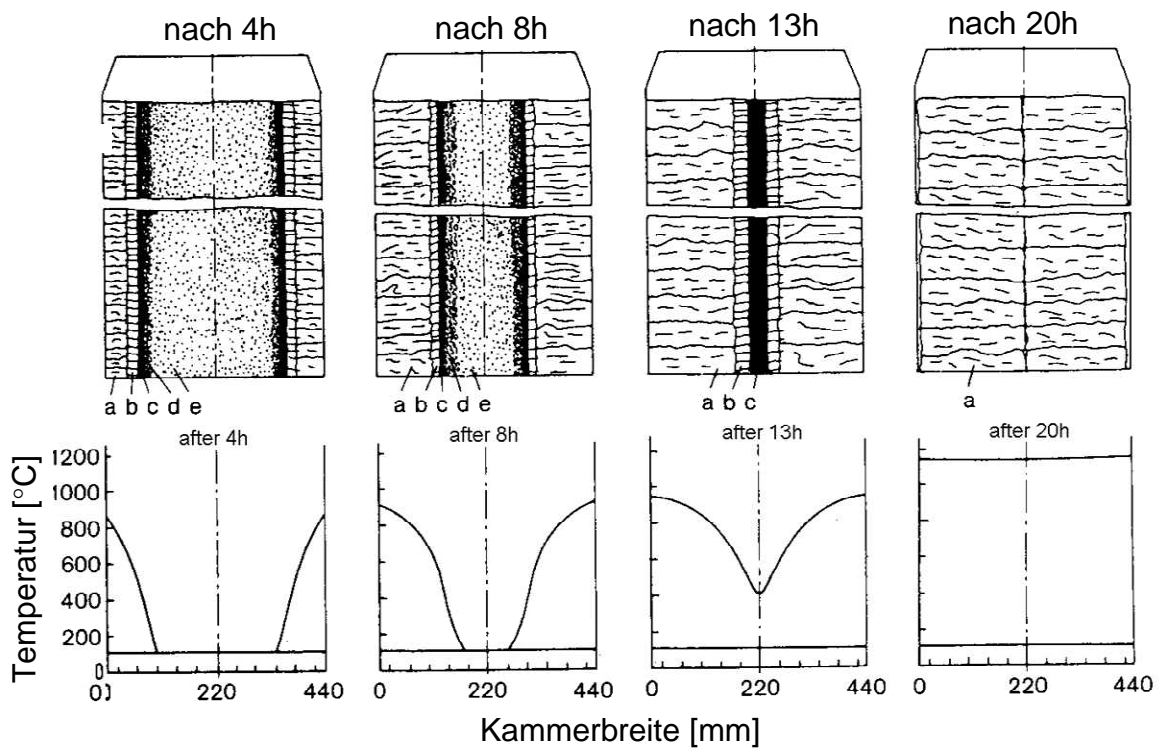 nach 4h nach 8h nach 13h nach 20h
a b c d e
a b c d e
a b c
a
after 4h after 8h after 13h after 20h
Temperatur [°C]
1200
1000
800
600
400
200
0
0 220 440
0 220 440
0 220 440
0 220 440
Kammerbreite [mm]